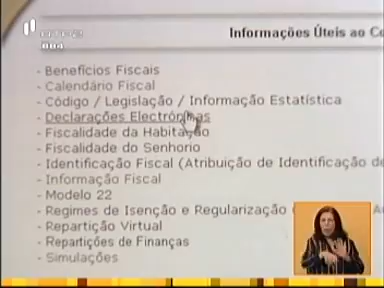 Informações Úteis ao Co
- Benefícios Fiscais
- Calendário Fiscal
- Código / Legislação / Informação Estatística
- Declarações Electrónicas
- Fiscalidade da Habitação
- Fiscalidade do Senhorio
- Identificação Fiscal (Atribuição de Identificação de
- Informação Fiscal
- Modelo 22
- Regimes de Isenção e Regularização
- Repartição Virtual
- Repartições de Finanças
- Simulações